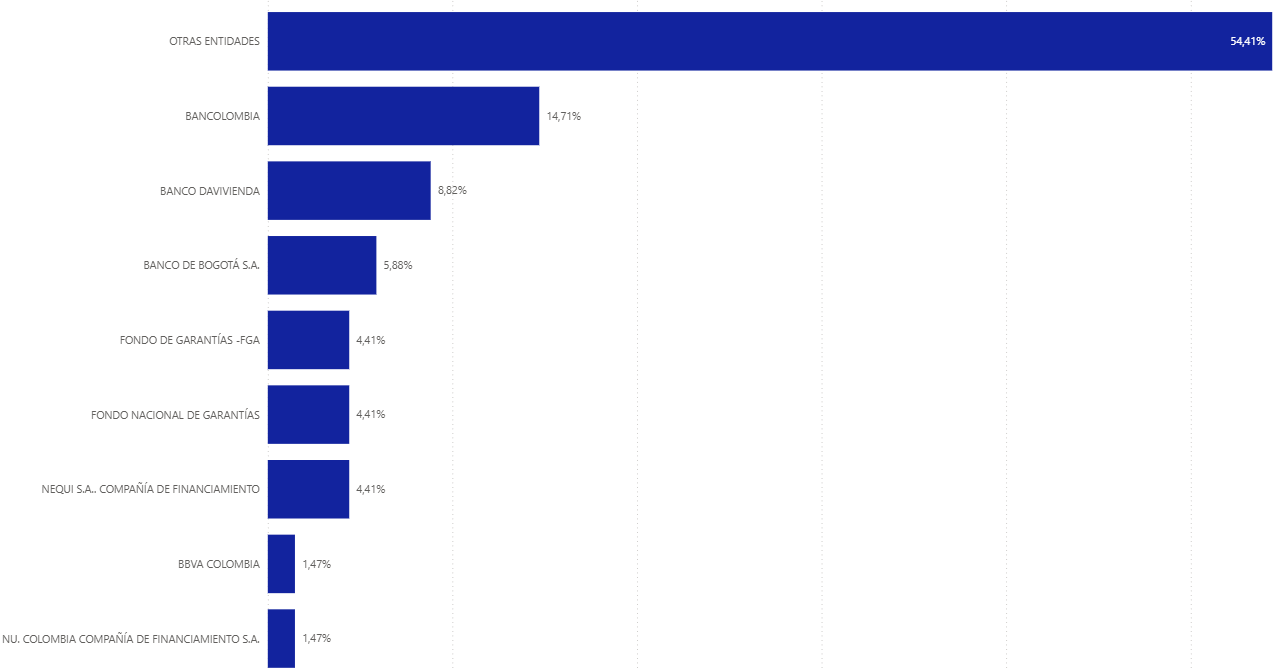 OTRAS ENTIDADES 54,41%
BANCOLOMBIA 14,71%
BANCO DAVIVIENDA 8,82%
BANCO DE BOGOTÁ S.A. 5,88%
FONDO DE GARANTÍAS -FGA 4,41%
FONDO NACIONAL DE GARANTÍAS 4,41%
NEQUI S.A.. COMPAÑÍA DE FINANCIAMIENTO 4,41%
BBVA COLOMBIA 1,47%
NU. COLOMBIA COMPAÑÍA DE FINANCIAMIENTO S.A. 1,47%